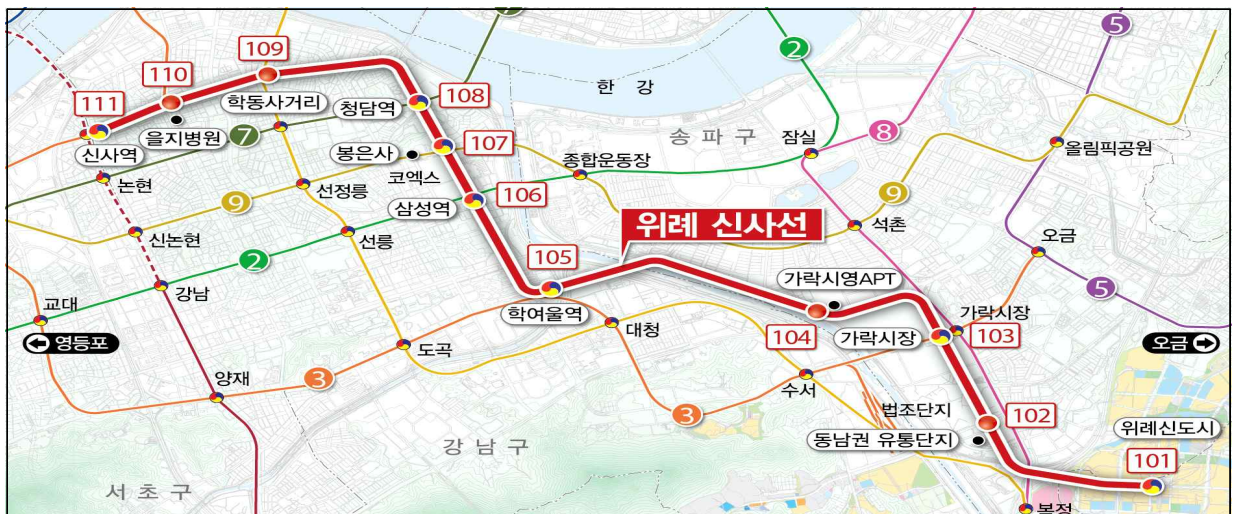 7
5
109
110
2
한 강
5
111
학동사거리
청담역
108
8
송파구
을지병원
7
잠실
신사역
봉은사
107
올림픽공원
논현
종합운동장
코엑스
선정릉
9
106
9
삼성역
위례 신사선
석촌
신논현
선릉
오금
2
105
가락시영APT
강남
5
교대
학여울역
가락시장
대청
104
가락시장
103
영등포
도곡
오금
3
양재
수서
3
법조단지
102
강남구
동남권 유통단지
위례신도시
101
서초구
복정